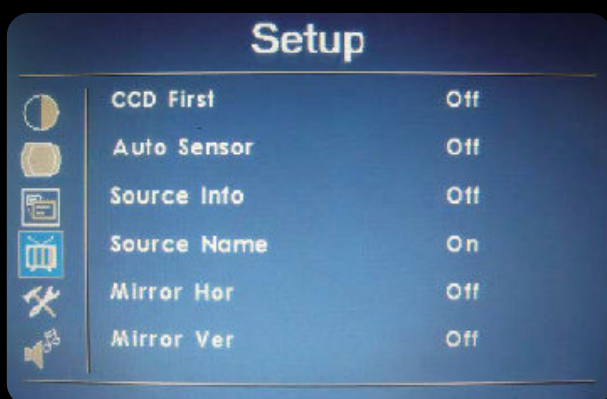 Setup
CCD First Off
Auto Sensor Off
Source Info Off
Source Name On
Mirror Hor Off
Mirror Ver Off